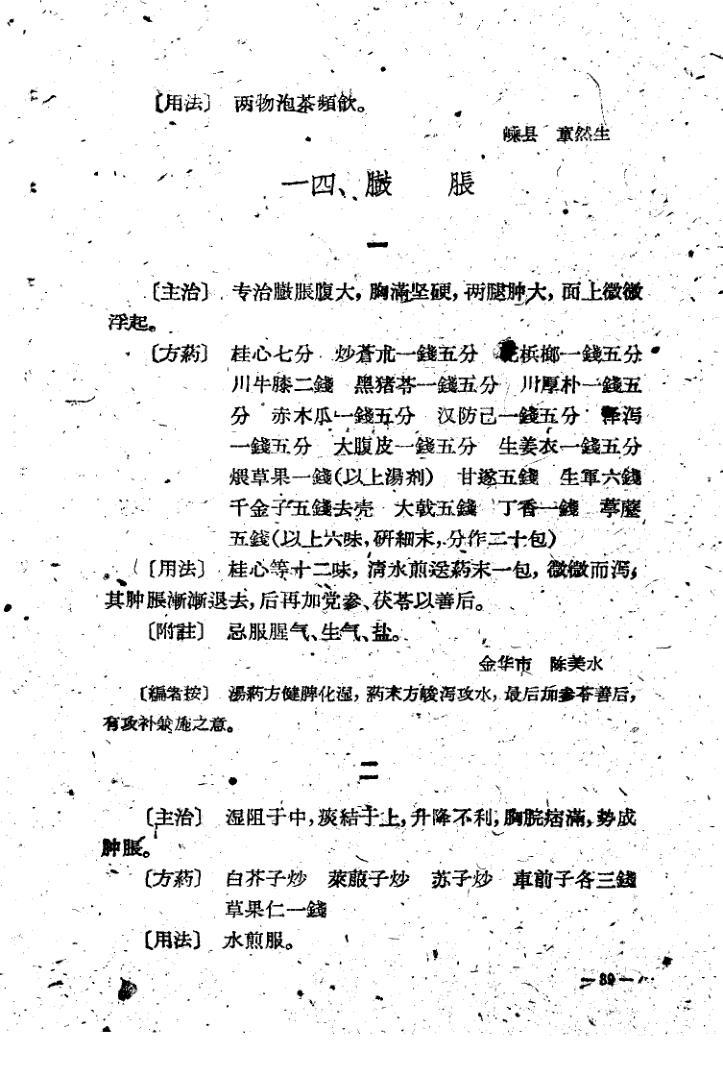 〔用法〕 两物泡茶頻飲。
嵊县 童然生
一四、臌 脹
一
〔主治〕 专治臌脹腹大，胸滿坚硬，两腿肿大，面上微微
浮起。
〔方葯〕 桂心七分 炒蒼朮一錢五分 花梹榔一錢五分
川牛膝二錢 黑猪苓一錢五分 川厚朴一錢五
分 赤木瓜一錢五分 汉防己一錢五分 泽泻
一錢五分 大腹皮一錢五分 生姜衣一錢五分
煨草果一錢(以上湯剂) 甘遂五錢 生軍六錢
千金子五錢去壳 大戟五錢 丁香一錢 葶藶
五錢(以上六味，研細末，分作二十包)
〔用法〕 桂心等十二味，清水煎送葯末一包，微微而泻，
其肿脹漸漸退去，后再加党参、茯苓以善后。
〔附註〕 忌服腥气、生气、盐。
金华市 陈美水
〔編者按〕 湯葯方健脾化湿，葯末方峻泻攻水，最后加参苓善后，
有攻补兼施之意。
二
〔主治〕 湿阻于中，痰結于上，升降不利，胸脘痞滿，势成
肿脹。
〔方葯〕 白芥子炒 萊菔子炒 苏子炒 車前子各三錢
草果仁一錢
〔用法〕 水煎服。
— 39 —